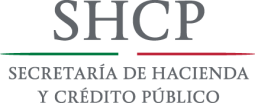 SHCP
SECRETARÍA DE HACIENDA
Y CRÉDITO PÚBLICO